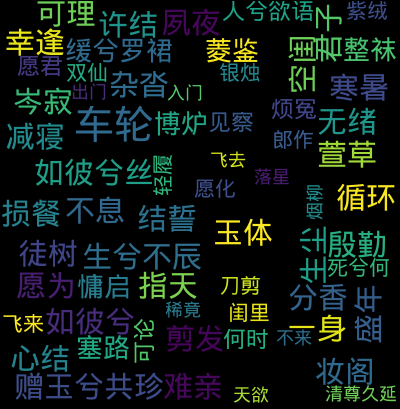 可理
许结
夙夜
人兮欲语
紫绒
幸逢
缓兮罗裙
菱鉴
空闺
君子
整袜
愿君
双仙
杂沓
银烛
岑寂
出门
入门
寒暑
车轮
博炉
见察
烦冤
无绪
减寝
郎作
萱草
如彼兮丝
轻履
飞去
落星
愿化
循环
损餐
不息
结誓
烟柳
玉体
生尘
殷勤
徒树
生兮不辰
死兮何
愿为
慵启
指天
刀剪
分香
盛年
飞来
如彼兮
稀竟
闺里
一身
可论
剪发
何时
不来
心结
塞路
妆阁
赠玉兮共珍
难亲
天欲
清尊久延